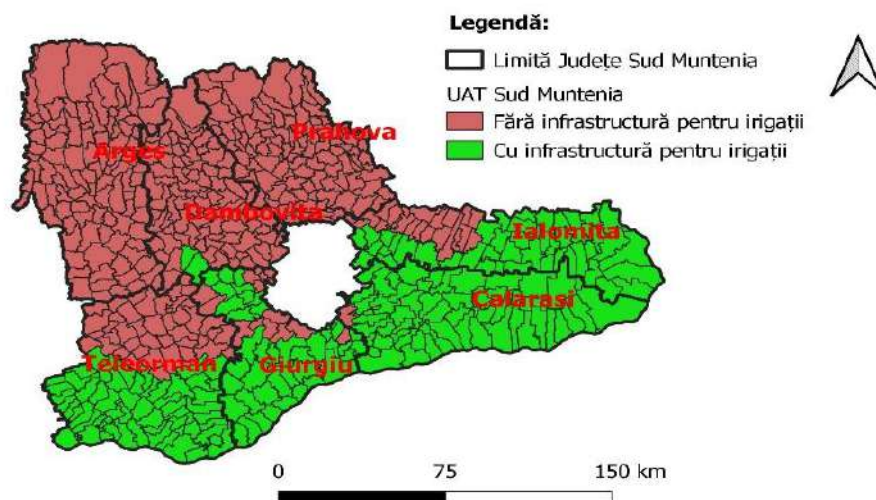 Legendă:
Limită Județe Sud Muntenia
UAT Sud Muntenia
Fără infrastructură pentru irigații
Cu infrastructură pentru irigații
Prahova
Arges
Dambovita
Ialomita
Calarasi
Teleorman
Giurgiu
0 75 150 km